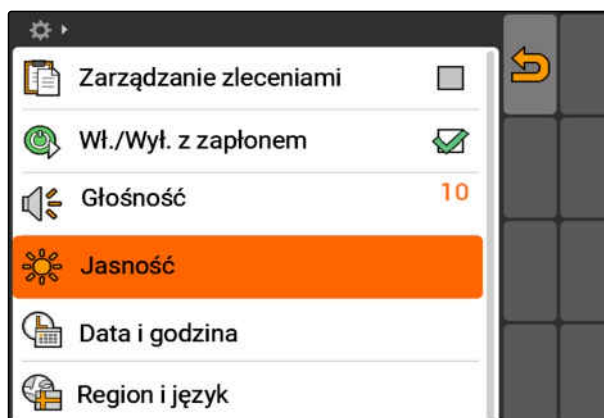 Zarządzanie zleceniami
Wł./Wył. z zapłonem
Głośność 10
Jasność
Data i godzina
Region i język